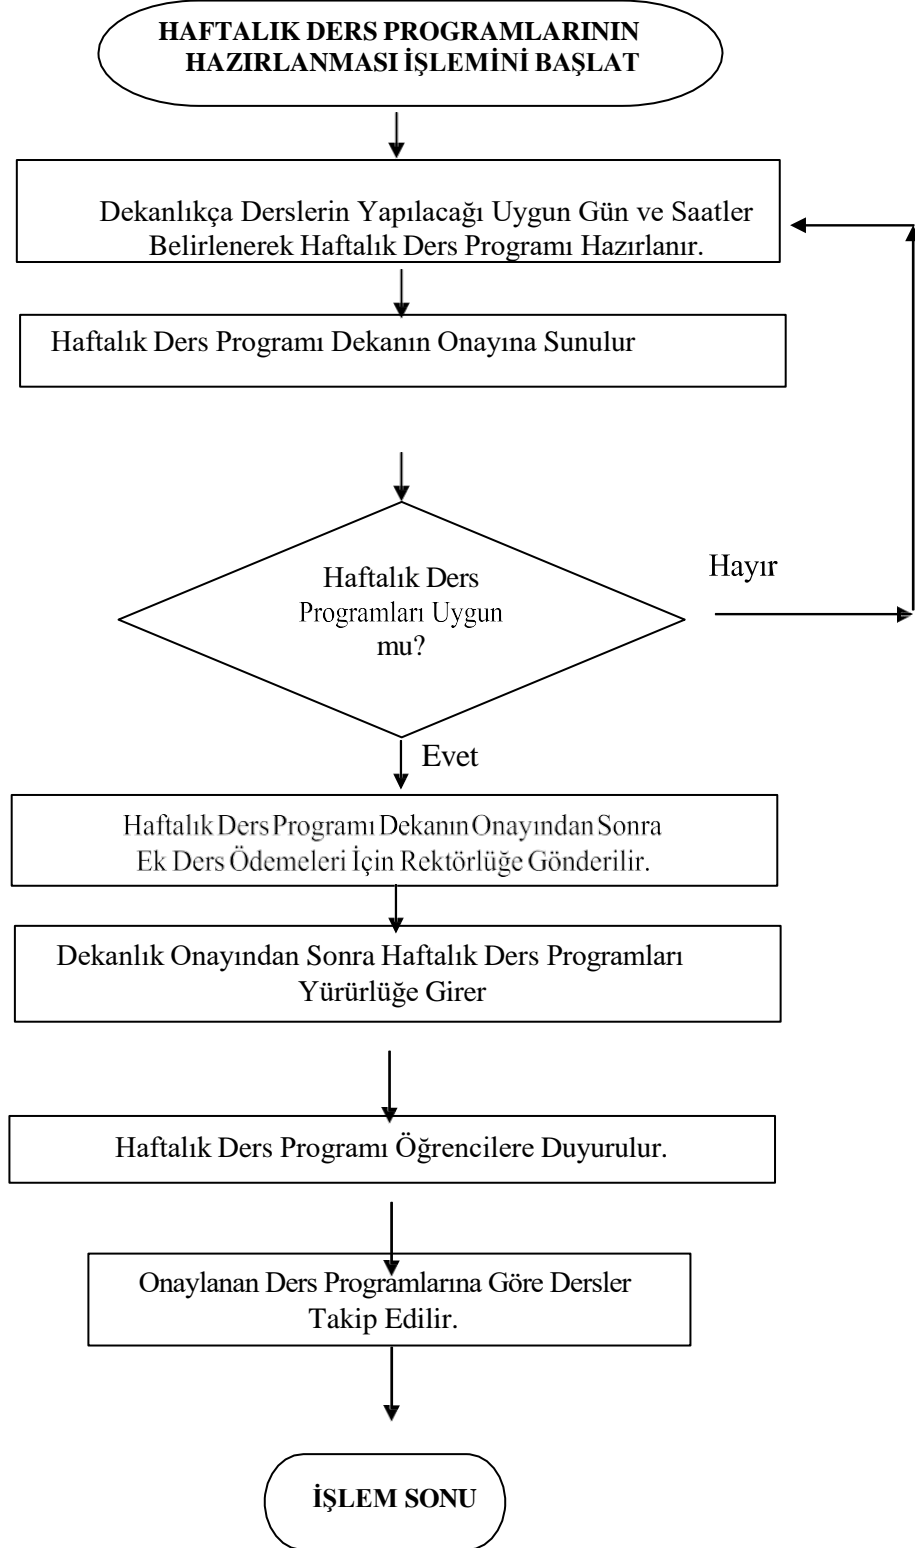 HAFTALIK DERS PROGRAMLARININ
HAZIRLANMASI İŞLEMİNİ BAŞLAT
Dekanlıkça Derslerin Yapılacağı Uygun Gün ve Saatler
Belirlenerek Haftalık Ders Programı Hazırlanır.
Haftalık Ders Programı Dekanın Onayına Sunulur
Haftalık Ders
Programları Uygun
mu?
Hayır
Evet
Haftalık Ders Programı Dekanın Onayından Sonra
Ek Ders Ödemeleri İçin Rektörlüğe Gönderilir.
Dekanlık Onayından Sonra Haftalık Ders Programları
Yürürlüğe Girer
Haftalık Ders Programı Öğrencilere Duyurulur.
Onaylanan Ders Programlarına Göre Dersler
Takip Edilir.
İŞLEM SONU